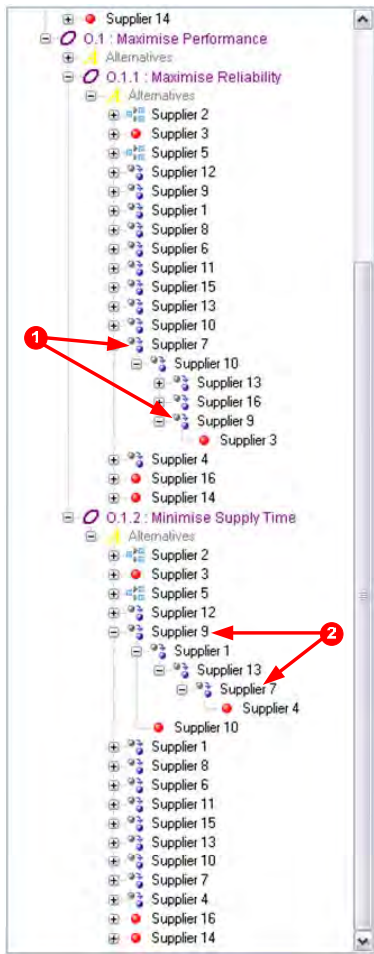 Supplier 14
O.1 : Maximise Performance
Alternatives
O.1.1 : Maximise Reliability
Alternatives
Supplier 2
Supplier 3
Supplier 5
Supplier 12
Supplier 9
Supplier 1
Supplier 8
Supplier 6
Supplier 11
Supplier 15
Supplier 13
Supplier 10
1 Supplier 7
Supplier 10
Supplier 13
Supplier 16
Supplier 9
Supplier 3
Supplier 4
Supplier 16
Supplier 14
O.1.2 : Minimise Supply Time
Alternatives
Supplier 2
Supplier 3
Supplier 5
Supplier 12
Supplier 9 2
Supplier 1
Supplier 13
Supplier 7
Supplier 4
Supplier 10
Supplier 1
Supplier 8
Supplier 6
Supplier 11
Supplier 15
Supplier 13
Supplier 10
Supplier 7
Supplier 4
Supplier 16
Supplier 14